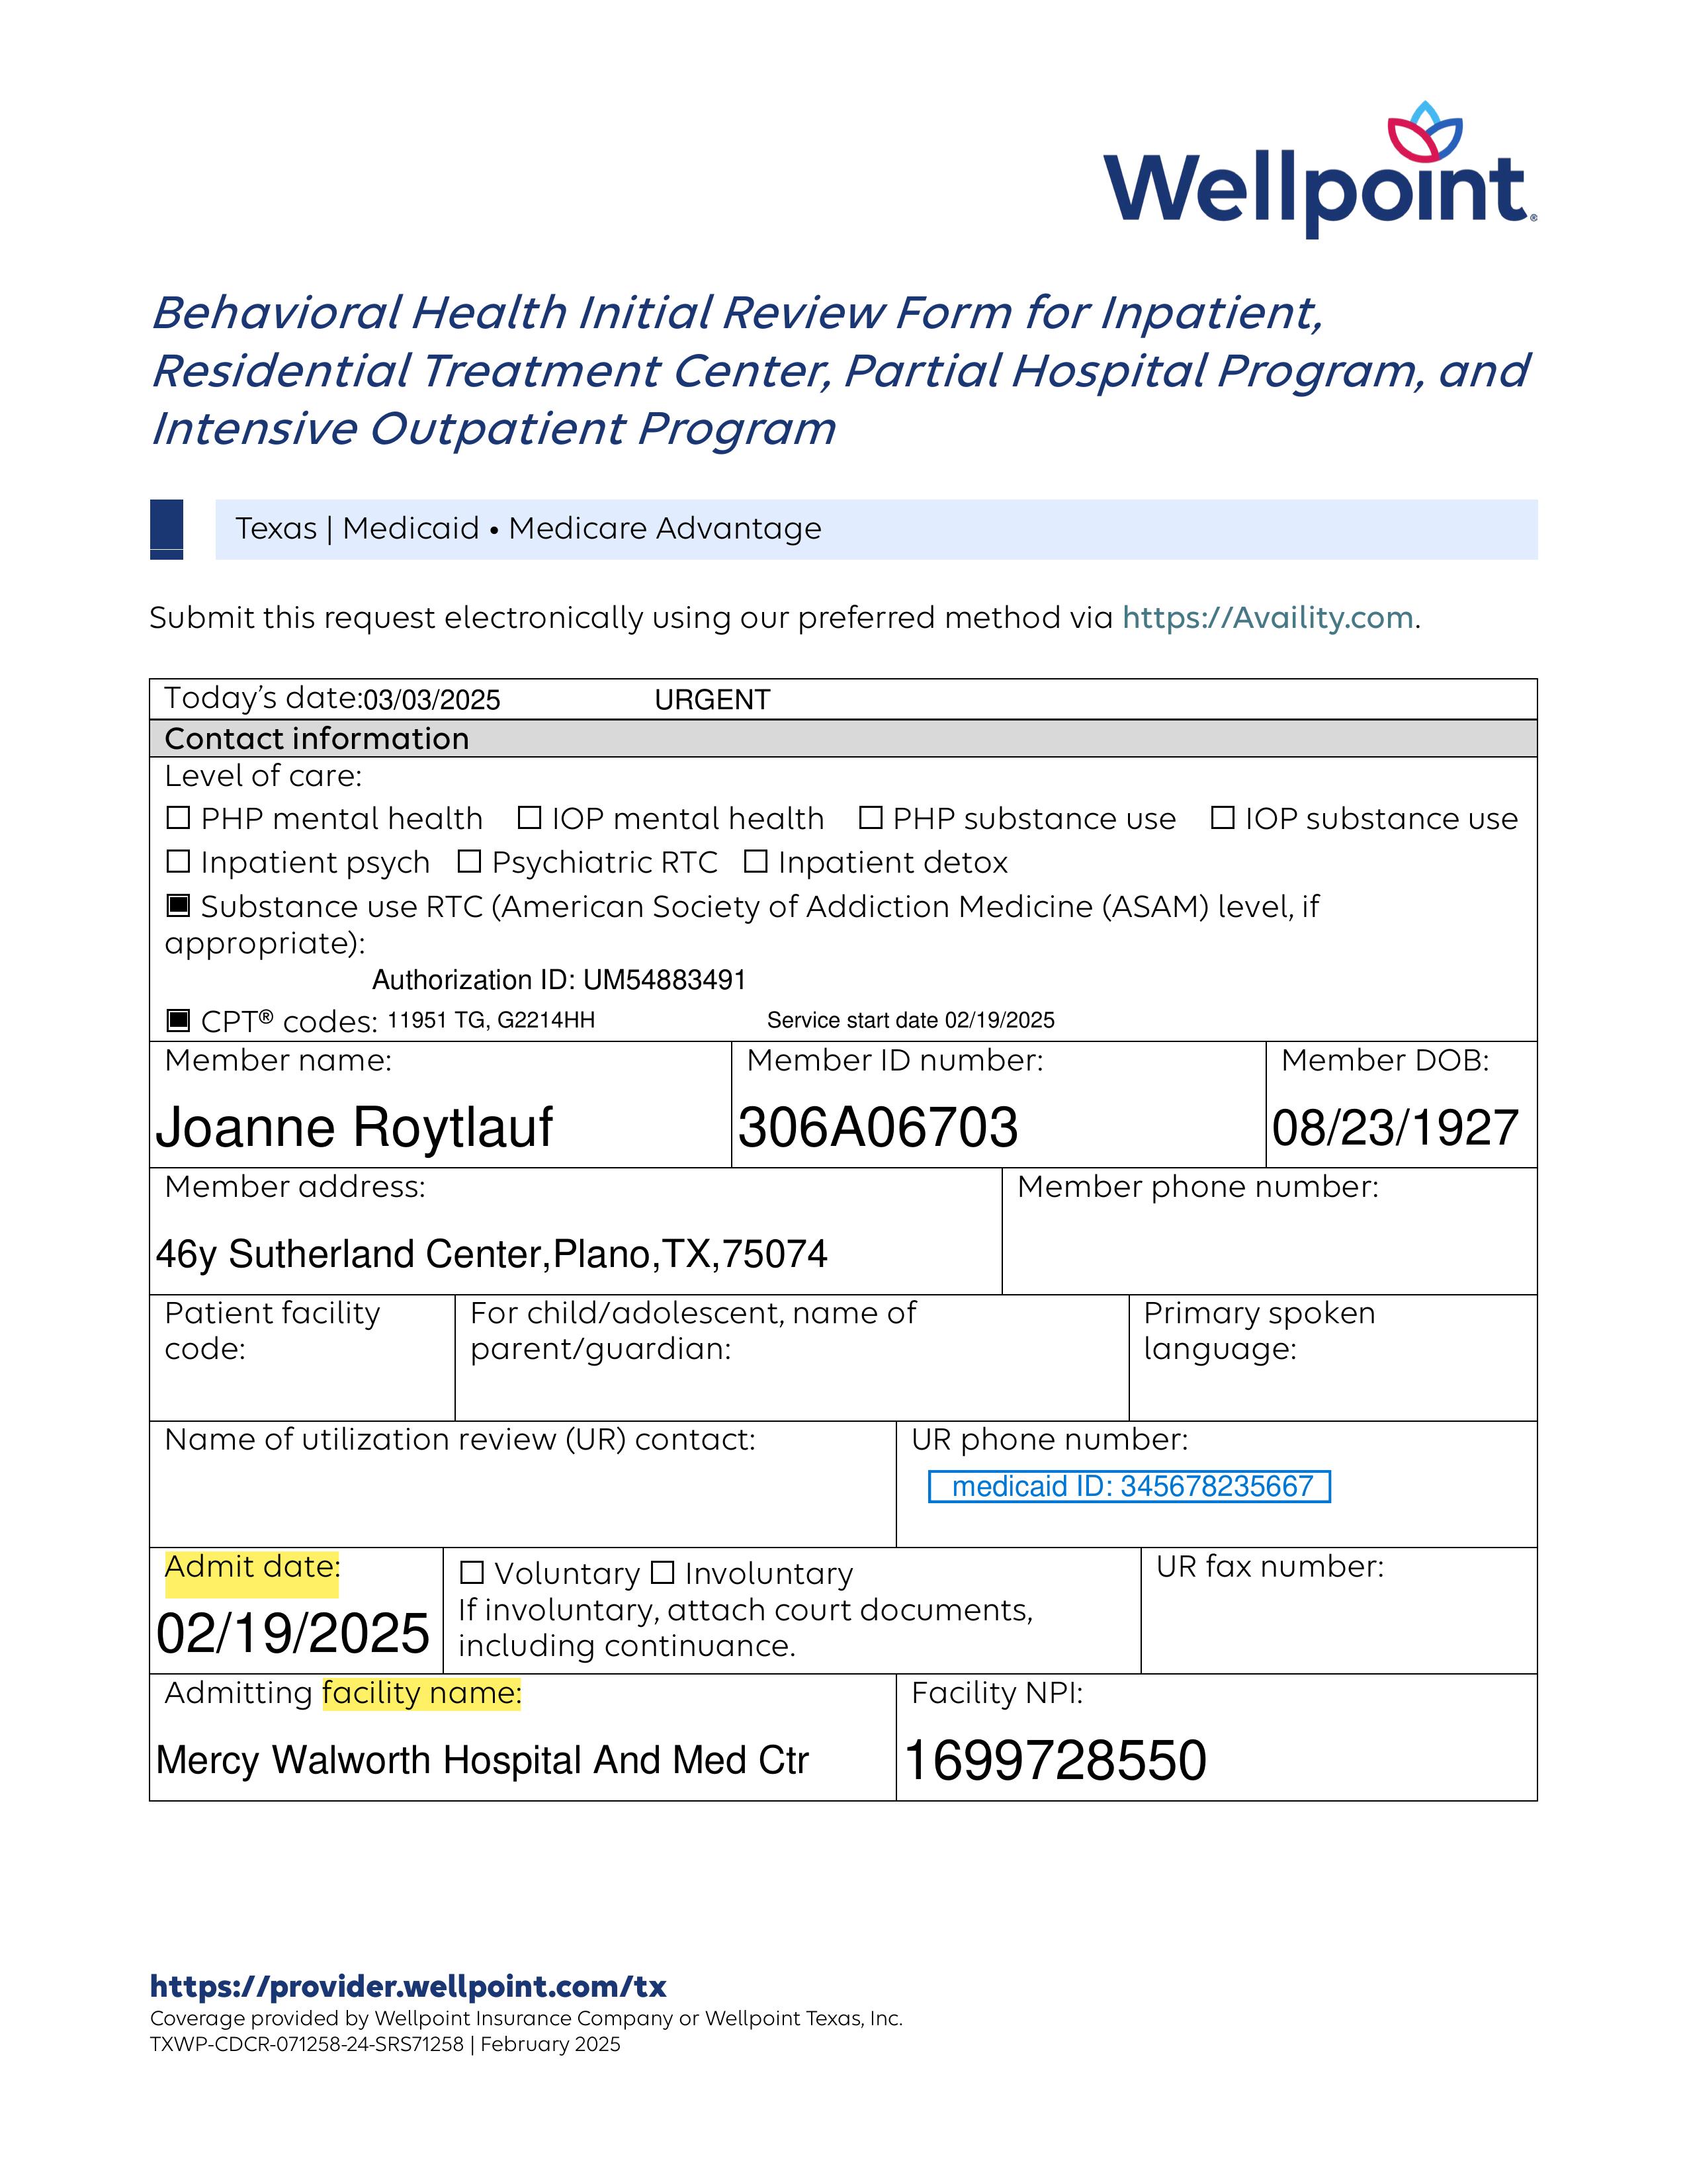 Wellpoint®
Behavioral Health Initial Review Form for Inpatient,
Residential Treatment Center, Partial Hospital Program, and
Intensive Outpatient Program
Texas | Medicaid • Medicare Advantage
Submit this request electronically using our preferred method via https://Availity.com.
Today's date:03/03/2025 URGENT
Contact information
Level of care:
☐ PHP mental health ☐ IOP mental health ☐ PHP substance use ☐ IOP substance use
☐ Inpatient psych ☐ Psychiatric RTC ☐ Inpatient detox
▣ Substance use RTC (American Society of Addiction Medicine (ASAM) level, if
appropriate):
Authorization ID: UM54883491
▣ CPT® codes: 11951 TG, G2214HH Service start date 02/19/2025
Member name: Member ID number: Member DOB:
Joanne Roytlauf 306A06703 08/23/1927
Member address: Member phone number:
46y Sutherland Center,Plano,TX,75074
Patient facility For child/adolescent, name of Primary spoken
code: parent/guardian: language:
Name of utilization review (UR) contact: UR phone number:
medicaid ID: 345678235667
Admit date: ☐ Voluntary ☐ Involuntary UR fax number:
02/19/2025 If involuntary, attach court documents,
including continuance.
Admitting facility name: Facility NPI:
Mercy Walworth Hospital And Med Ctr 1699728550
https://provider.wellpoint.com/tx
Coverage provided by Wellpoint Insurance Company or Wellpoint Texas, Inc.
TXWP-CDCR-071258-24-SRS71258 | February 2025